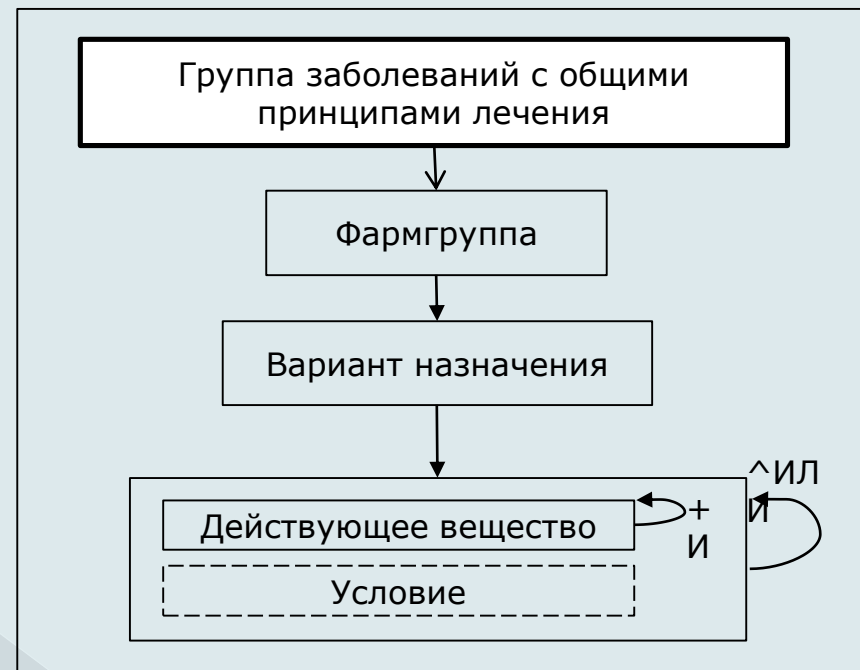 Группа заболеваний с общими
принципами лечения
Фармгруппа
Вариант назначения
^ИЛ
И
Действующее вещество
+
И
Условие